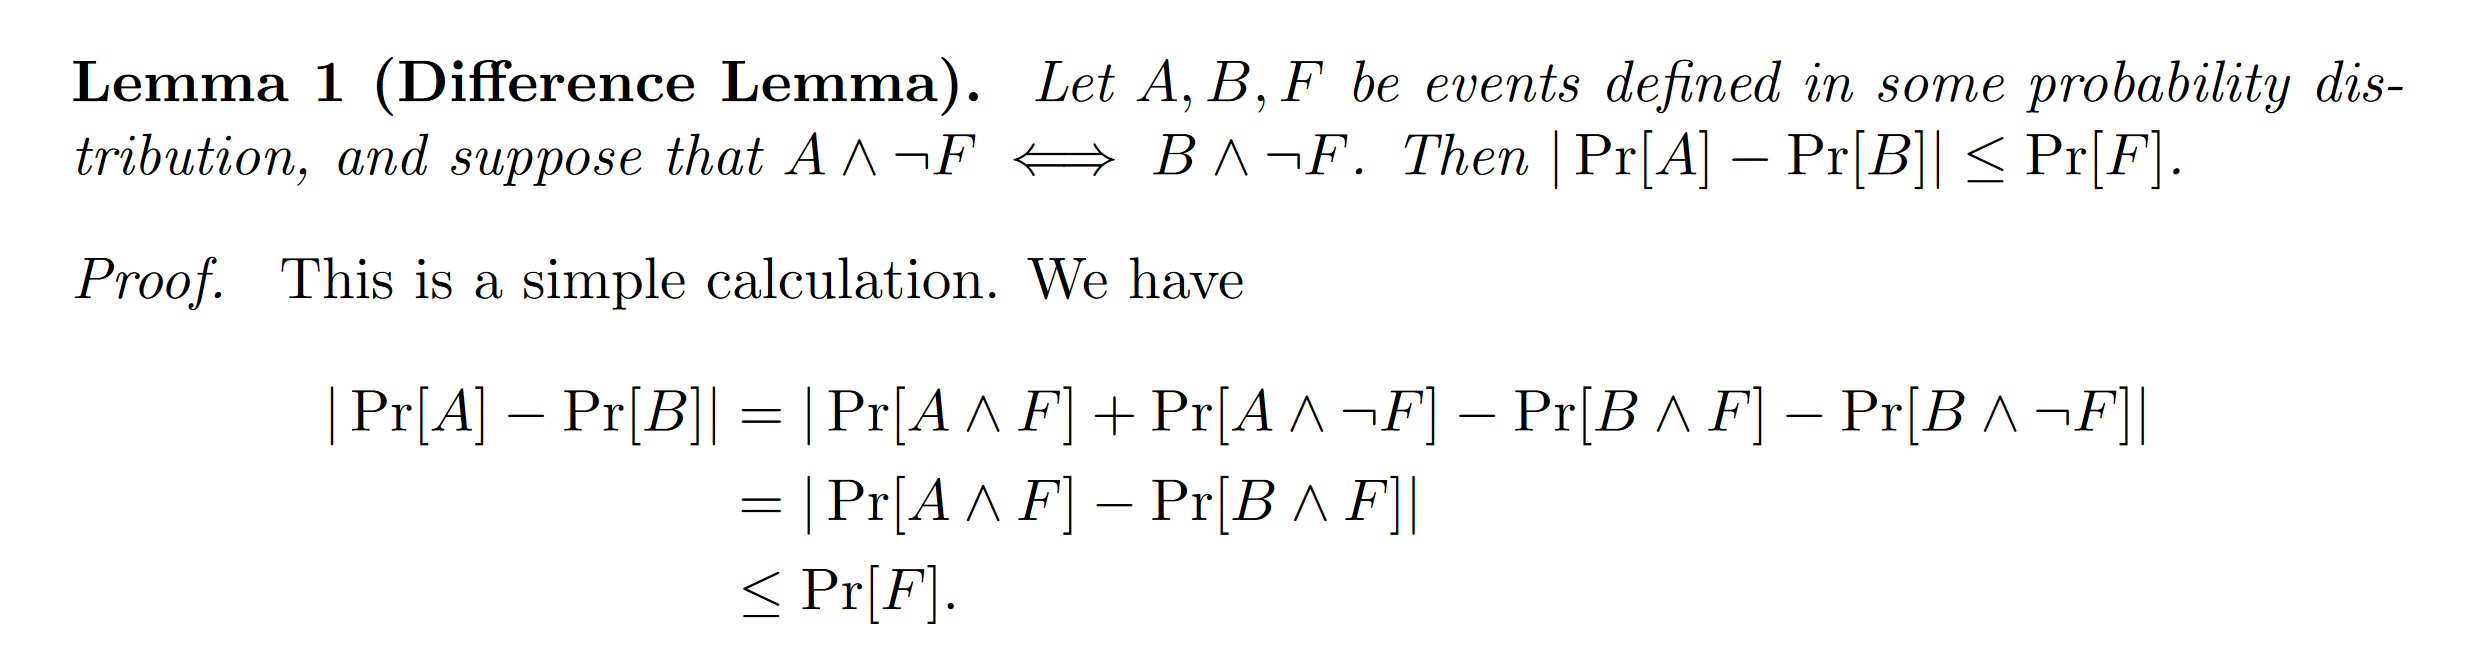 Lemma 1 (Difference Lemma). Let A, B, F be events defined in some probability dis-
tribution, and suppose that A ∧ ¬F ⟺ B ∧ ¬F. Then | Pr[A] − Pr[B]| ≤ Pr[F].
Proof. This is a simple calculation. We have
| Pr[A] − Pr[B]| = | Pr[A ∧ F] + Pr[A ∧ ¬F] − Pr[B ∧ F] − Pr[B ∧ ¬F]|
= | Pr[A ∧ F] − Pr[B ∧ F]|
≤ Pr[F].